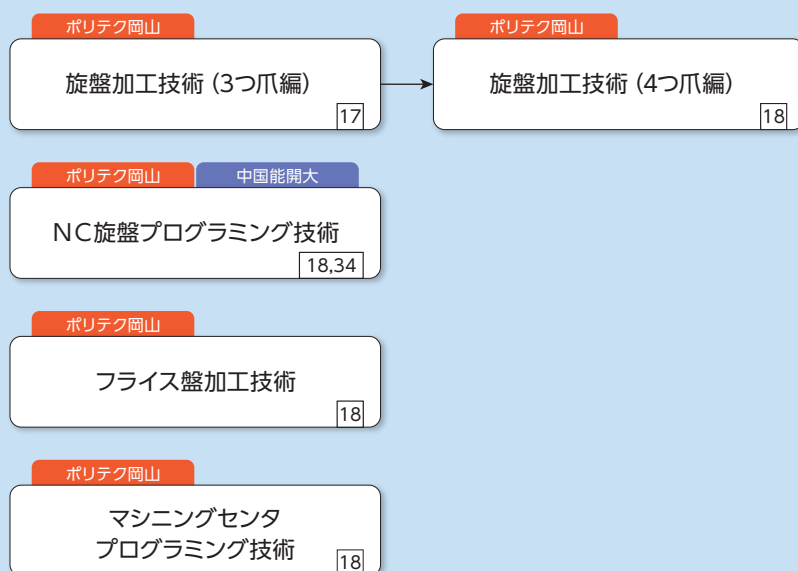 ポリテク岡山
旋盤加工技術 (3つ爪編)
17
ポリテク岡山
旋盤加工技術 (4つ爪編)
18
ポリテク岡山
中国能開大
NC旋盤プログラミング技術
18,34
ポリテク岡山
フライス盤加工技術
18
ポリテク岡山
マシニングセンタ
プログラミング技術
18